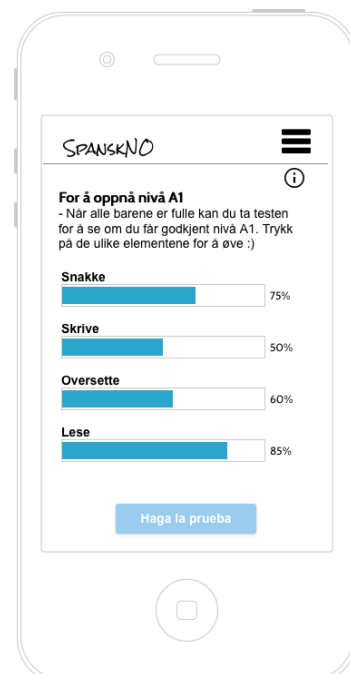 SpanskNO
For å oppnå nivå A1
- Når alle barene er fulle kan du ta testen
for å se om du får godkjent nivå A1. Trykk
på de ulike elementene for å øve :)
Snakke
75%
Skrive
50%
Oversette
60%
Lese
85%
Haga la prueba